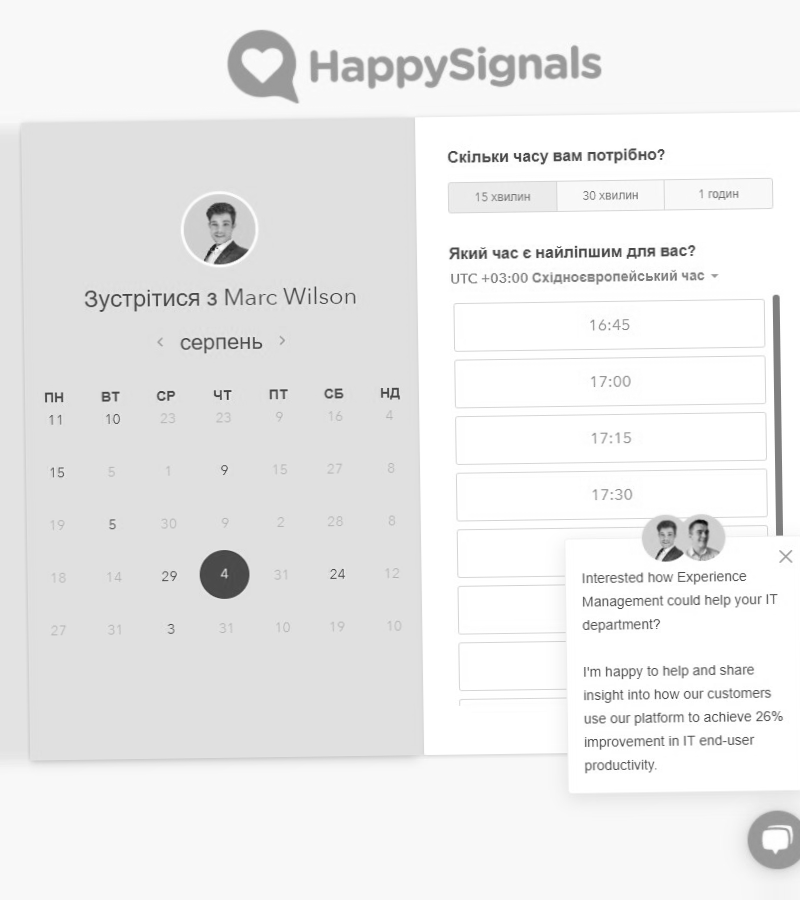 HappySignals
Зустрітися з Marc Wilson
серпень
ПН ВТ СР ЧТ ПТ СБ НД
11 10 23 23 9 16 4
15 5 1 9 15 27 8
19 5 30 9 2 28 8
18 14 29 4 31 24 12
27 31 3 31 10 19 10
Скільки часу вам потрібно?
15 хвилин 30 хвилин 1 годин
Який час є найліпшим для вас?
UTC +03:00 Східноєвропейський час
16:45
17:00
17:15
17:30
Interested how Experience
Management could help your IT
department?
I'm happy to help and share
insight into how our customers
use our platform to achieve 26%
improvement in IT end-user
productivity.